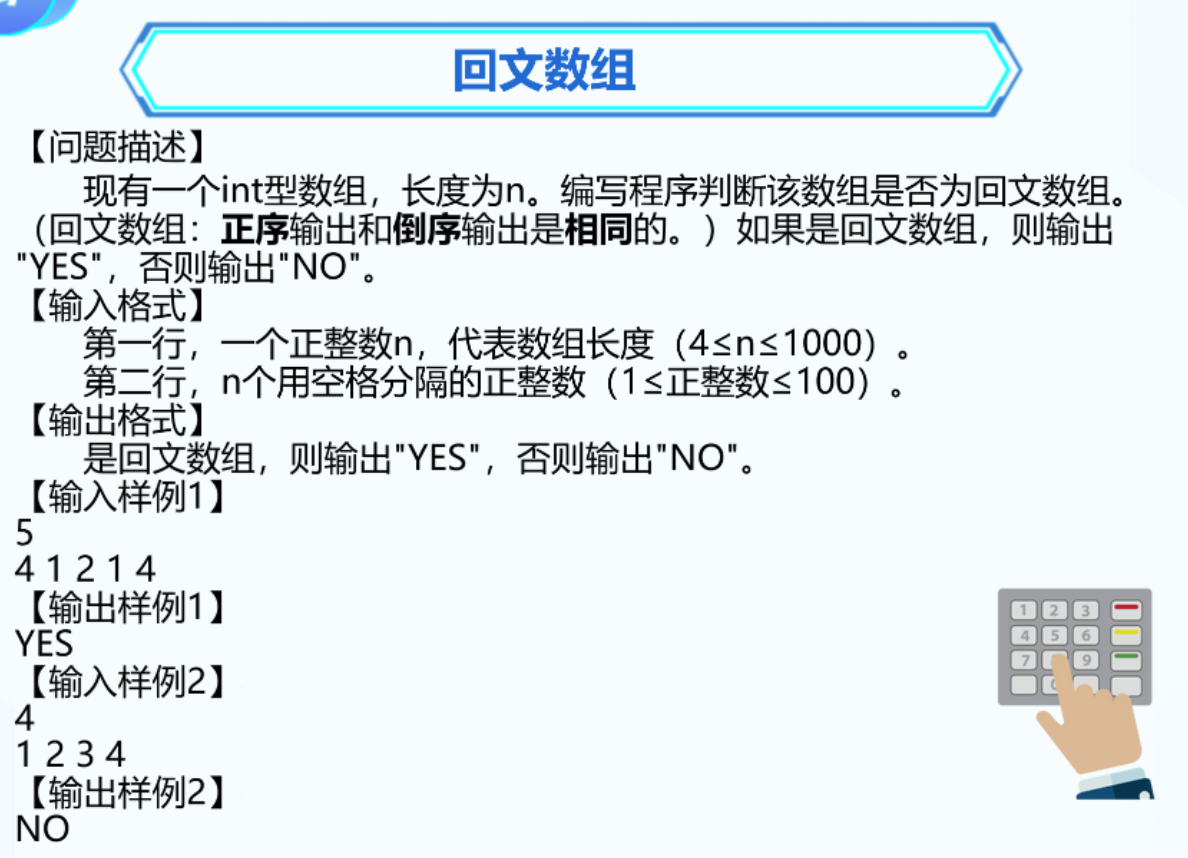 回文数组
【问题描述】
现有一个int型数组，长度为n。编写程序判断该数组是否为回文数组。
（回文数组：正序输出和倒序输出是相同的。）如果是回文数组，则输出
"YES"，否则输出"NO"。
【输入格式】
第一行，一个正整数n，代表数组长度（4≤n≤1000）。
第二行，n个用空格分隔的正整数（1≤正整数≤100）。
【输出格式】
是回文数组，则输出"YES"，否则输出"NO"。
【输入样例1】
5
4 1 2 1 4
【输出样例1】
YES
【输入样例2】
4
1 2 3 4
【输出样例2】
NO
1 2 3
4 5 6
7 9